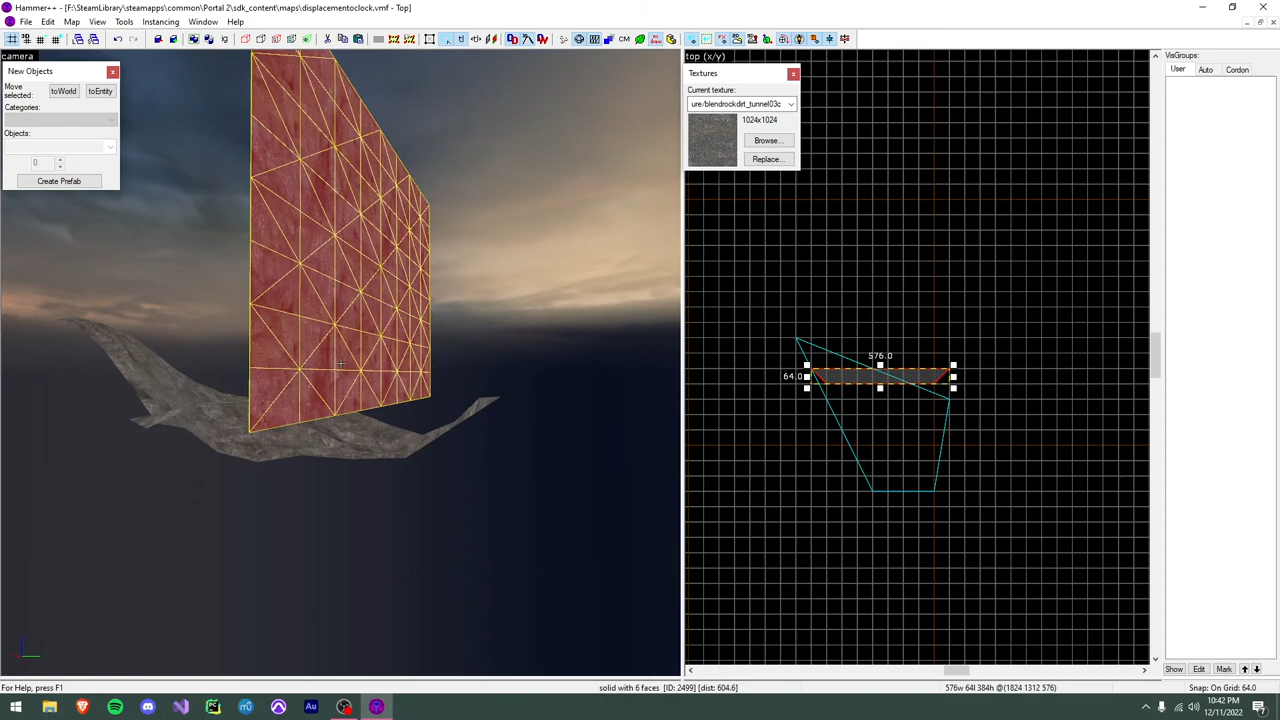 Hammer++ - [F:\SteamLibrary\steamapps\common\Portal 2\sdk_content\maps\displacementoclock.vmf - Top]
File Edit Map View Tools Instancing Window Help
CM
camera
New Objects
Move selected:
toWorld
toEntity
Categories:
Objects:
0
Create Prefab
top (x/y)
Textures
Current texture:
ure/blendrockdirt_tunnel03c
1024x1024
Browse...
Replace...
576.0
64.0
VisGroups:
User Auto Cordon
Show Edit Mark
For Help, press F1
solid with 6 faces [ID: 2499] [dist: 604.6]
576w 64l 384h @(1824 1312 576)
Snap: On Grid: 64.0
Au
10:42 PM
12/11/2022